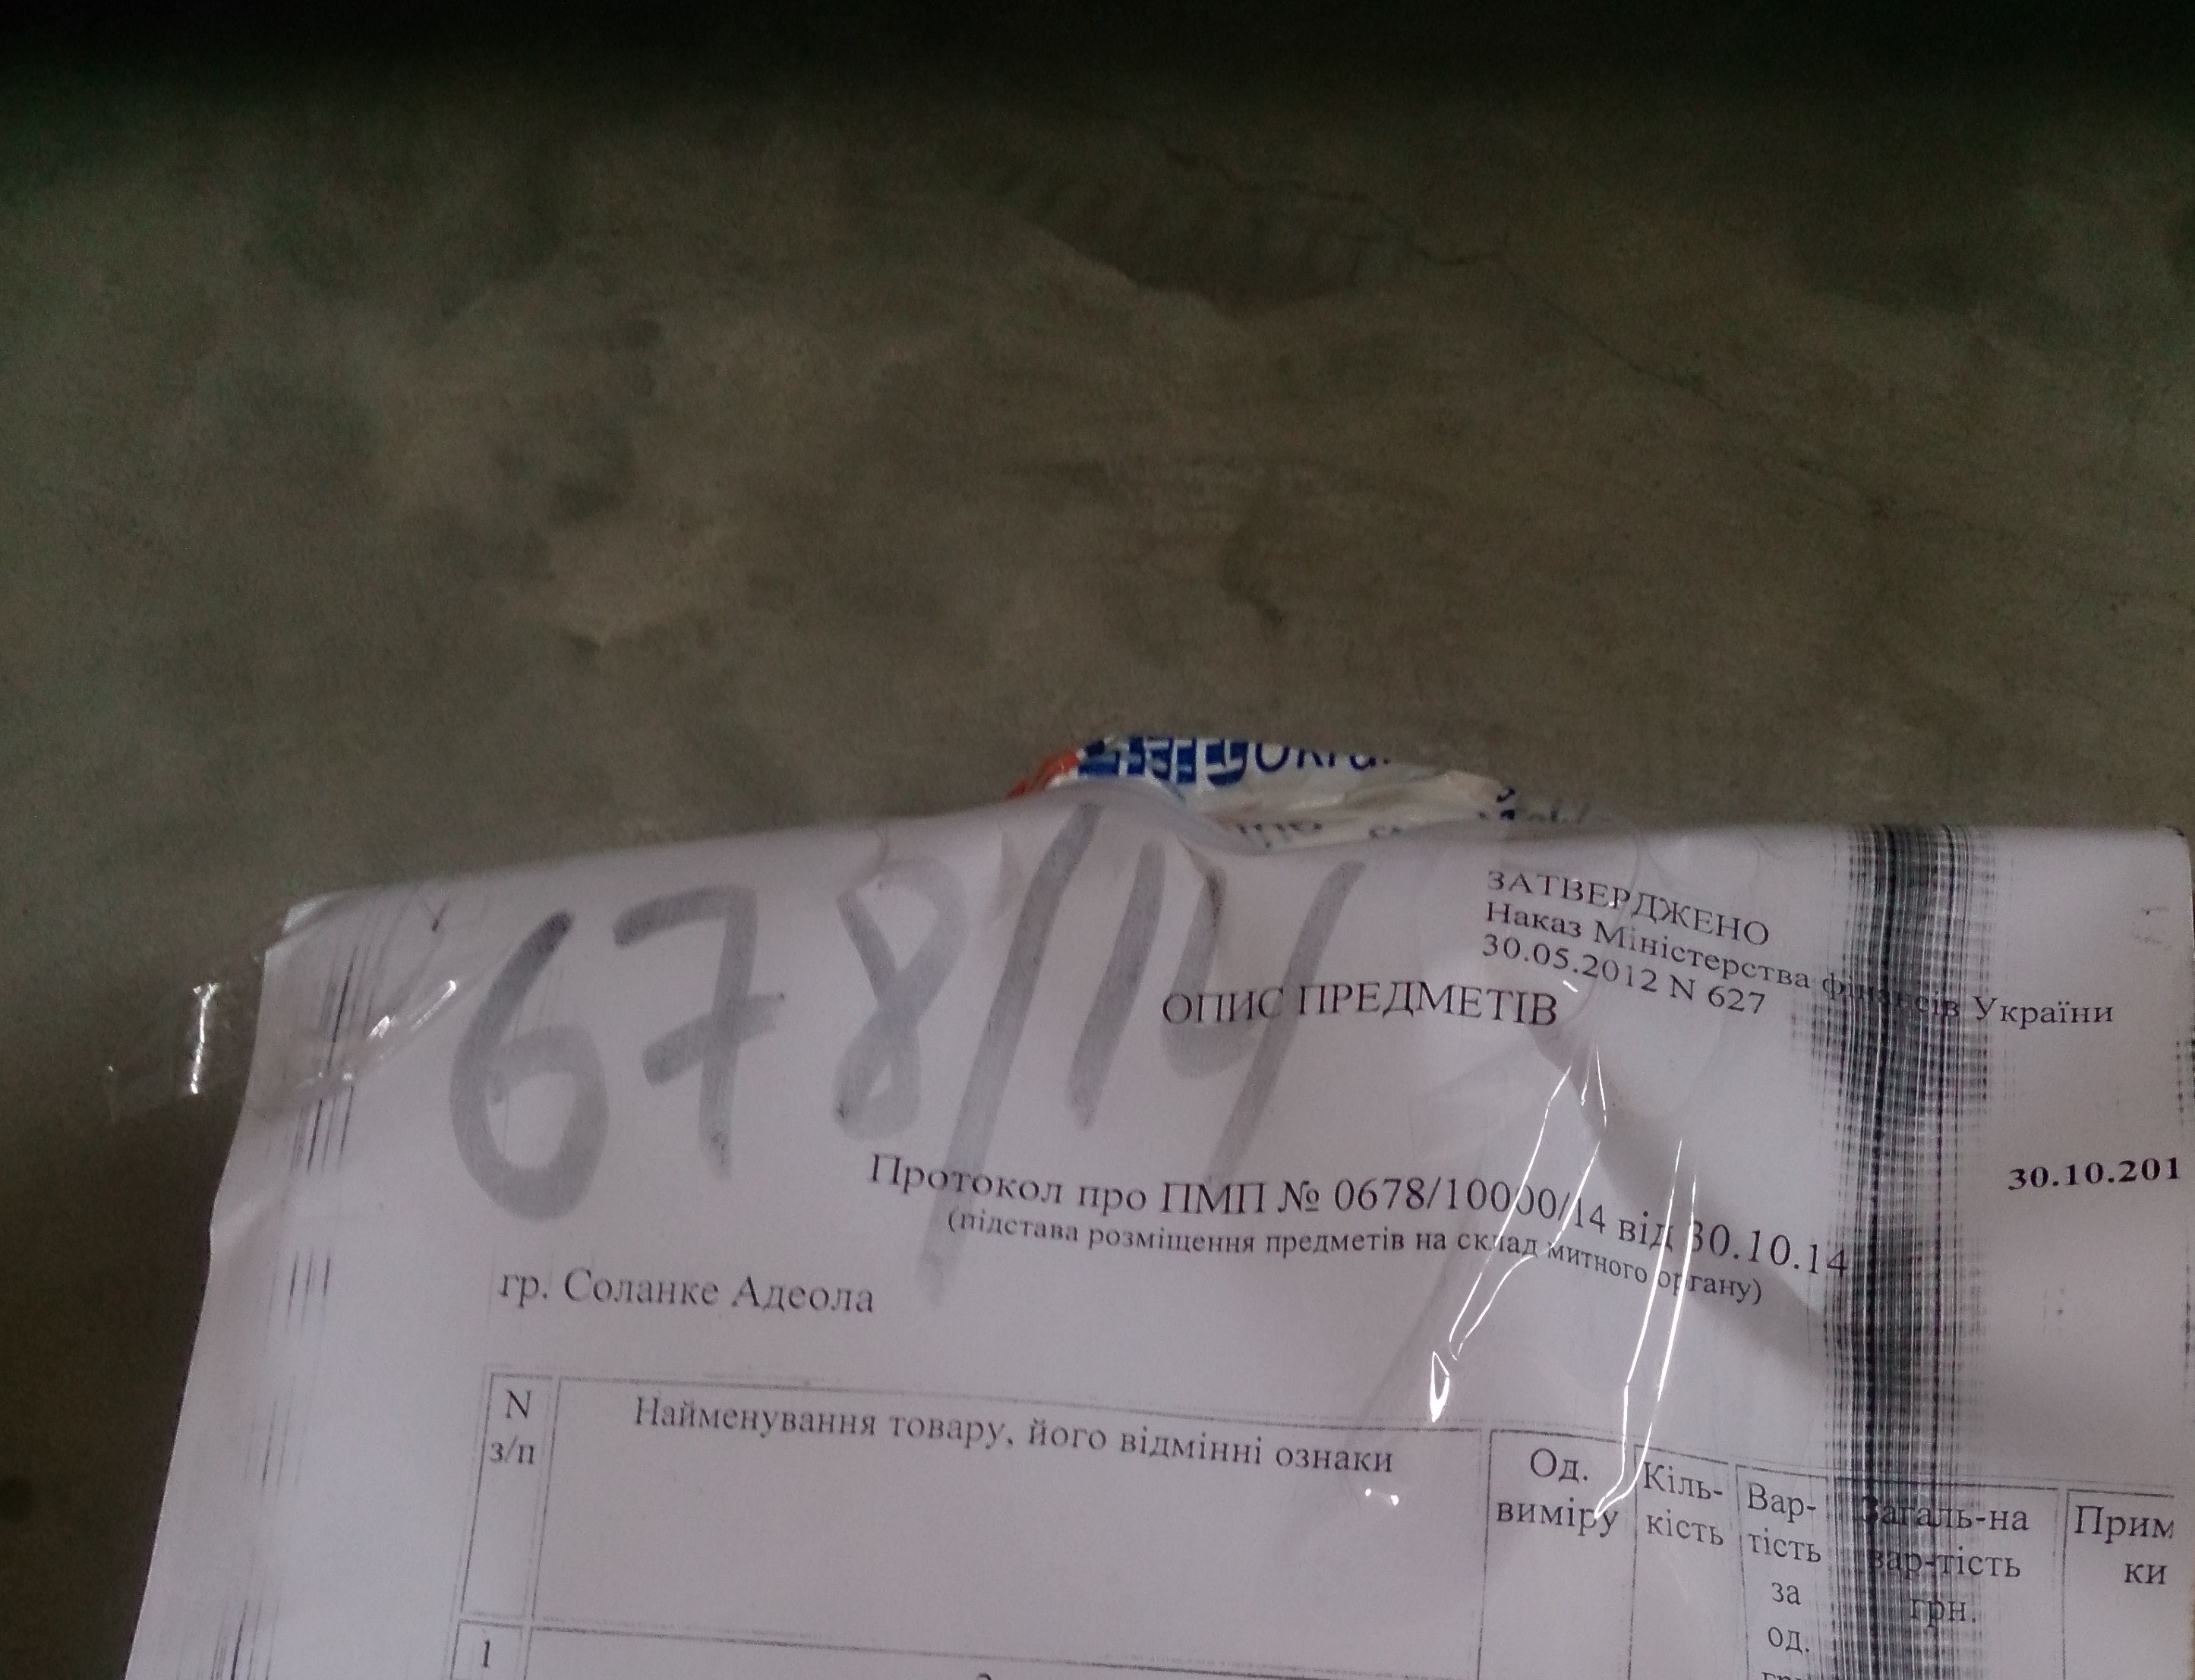 678/14
ЗАТВЕРДЖЕНО
Наказ Міністерства фінансів України
30.05.2012 N 627
ОПИС ПРЕДМЕТІВ
30.10.201
Протокол про ПМП № 0678/10000/14 від 30.10.14
(підстава розміщення предметів на склад митного органу)
гр. Соланке Адеола
N
з/п
Найменування товару, його відмінні ознаки
Од.
виміру
Кіль-
кість
Вар-
тість
за
од.
Загаль-на
вар-тість
грн.
Прим
ки
1